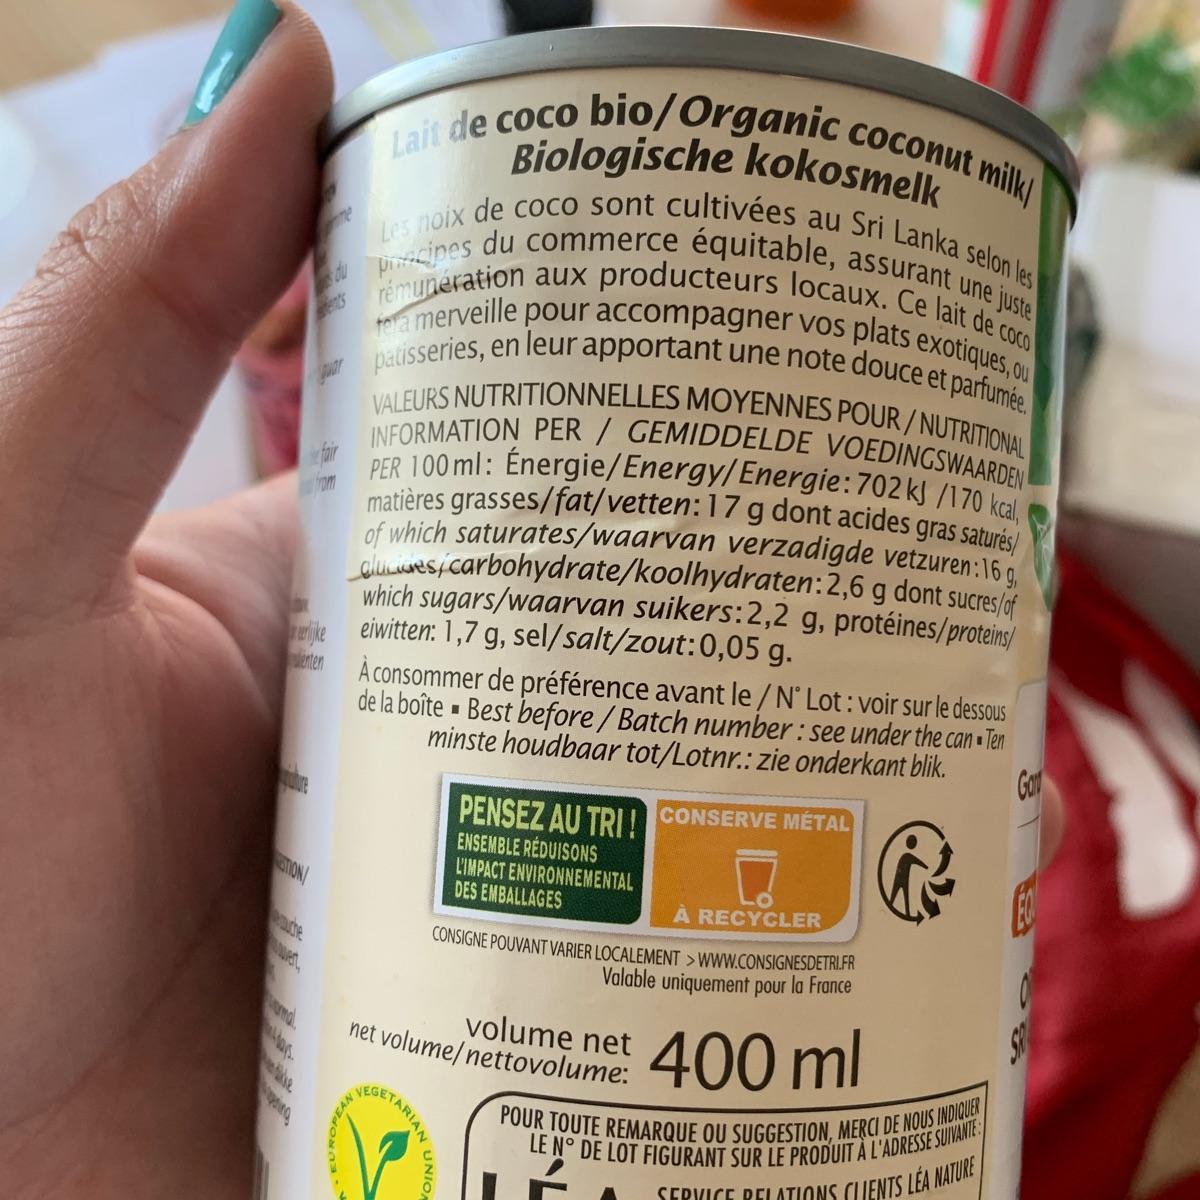 Lait de coco bio/Organic coconut milk/
Biologische kokosmelk
Les noix de coco sont cultivées au Sri Lanka selon les
principes du commerce équitable, assurant une juste
rémunération aux producteurs locaux. Ce lait de coco
fera merveille pour accompagner vos plats exotiques, ou
pâtisseries, en leur apportant une note douce et parfumée.
VALEURS NUTRITIONNELLES MOYENNES POUR / NUTRITIONAL
INFORMATION PER / GEMIDDELDE VOEDINGSWAARDEN
PER 100 ml : Énergie/Energy/Energie: 702 kJ /170 kcal,
matières grasses/fat/vetten: 17 g dont acides gras saturés/
of which saturates/waarvan verzadigde vetzuren: 16 g,
glucides/carbohydrate/koolhydraten: 2,6 g dont sucres/of
which sugars/waarvan suikers: 2,2 g, protéines/proteins/
eiwitten: 1,7 g, sel/salt/zout: 0,05 g.
À consommer de préférence avant le / N° Lot : voir sur le dessous
de la boîte ▪ Best before / Batch number : see under the can ▪ Ten
minste houdbaar tot/Lotnr.: zie onderkant blik.
PENSEZ AU TRI !
ENSEMBLE RÉDUISONS
L'IMPACT ENVIRONNEMENTAL
DES EMBALLAGES
CONSERVE MÉTAL
À RECYCLER
CONSIGNE POUVANT VARIER LOCALEMENT > WWW.CONSIGNESDETRI.FR
Valable uniquement pour la France
volume net
net volume/nettovolume: 400 ml
EUROPEAN VEGETARIAN UNION
POUR TOUTE REMARQUE OU SUGGESTION, MERCI DE NOUS INDIQUER
LE N° DE LOT FIGURANT SUR LE PRODUIT À L'ADRESSE SUIVANTE :
LÉA
SERVICE RELATIONS CLIENTS LÉA NATURE